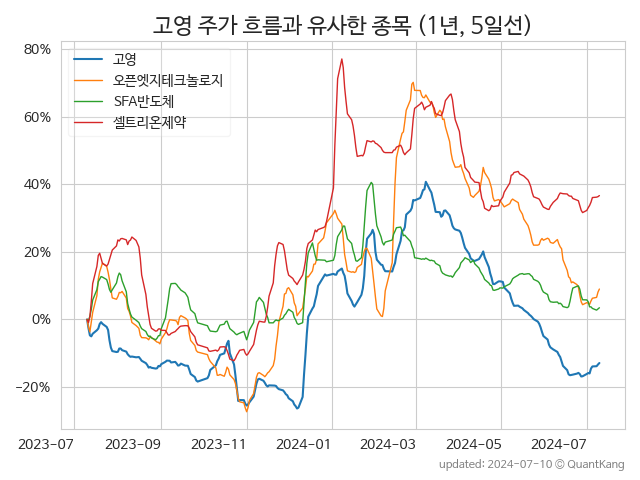 고영 주가 흐름과 유사한 종목 (1년, 5일선)
80%
60%
40%
20%
0%
−20%
고영
오픈엣지테크놀로지
SFA반도체
셀트리온제약
2023-07 2023-09 2023-11 2024-01 2024-03 2024-05 2024-07
updated: 2024-07-10 © QuantKang